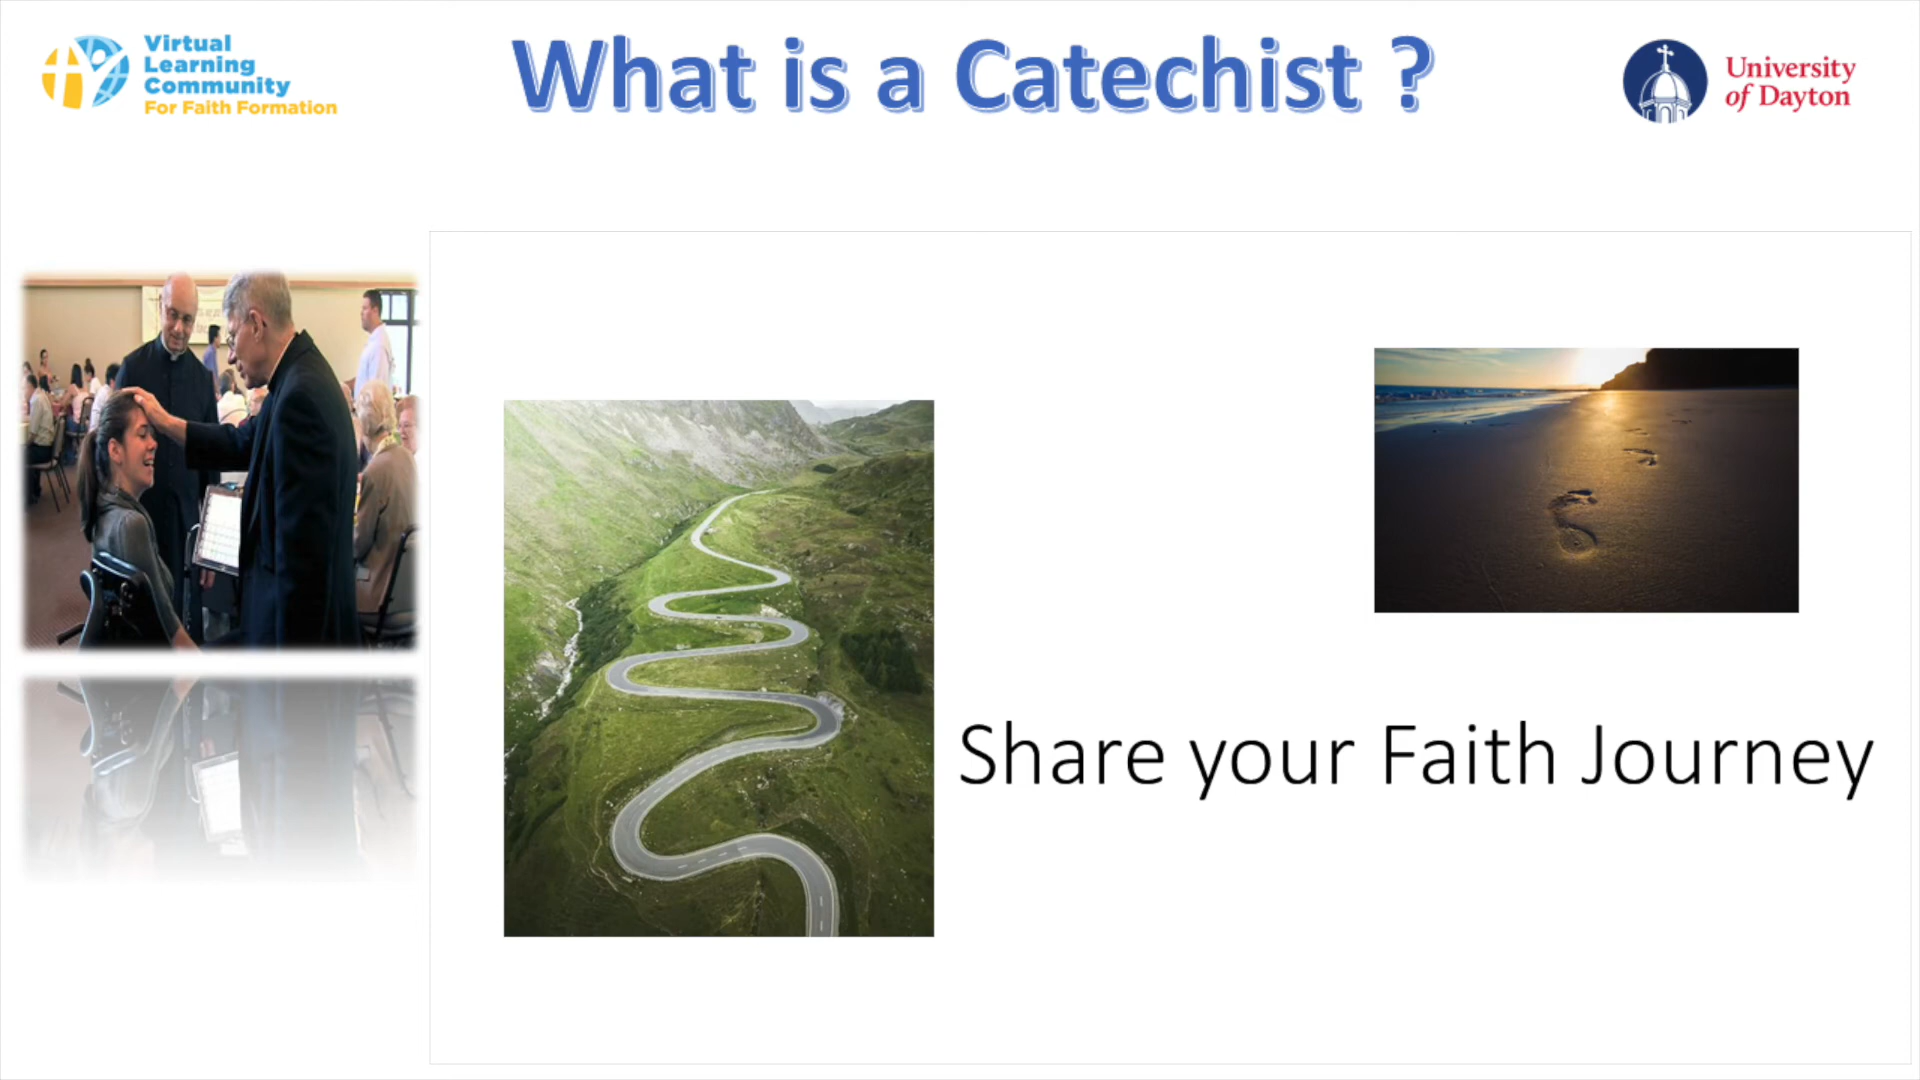 Virtual
Learning
Community
For Faith Formation
What is a Catechist ?
University
of Dayton
Share your Faith Journey